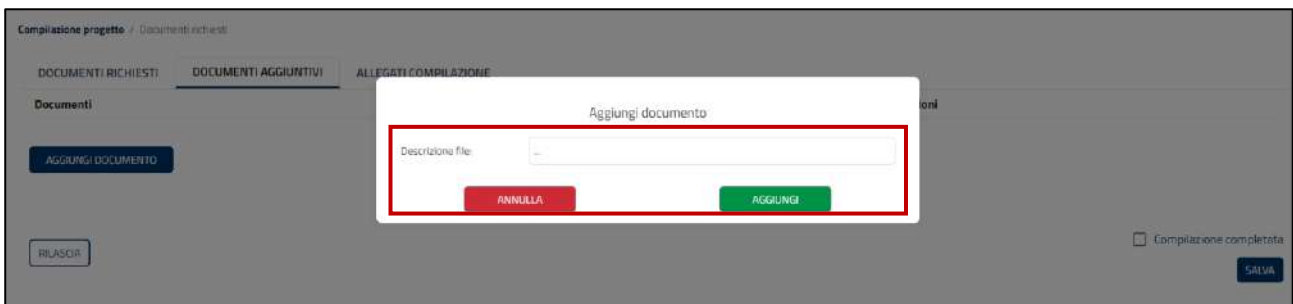 Compilazione progetto / Documenti richiesti
DOCUMENTI RICHIESTI DOCUMENTI AGGIUNTIVI ALLEGATI COMPILAZIONE
Documenti
ioni
Aggiungi documento
Descrizione file: ...
AGGIUNGI DOCUMENTO
ANNULLA AGGIUNGI
Compilazione completata
RILASCIA
SALVA